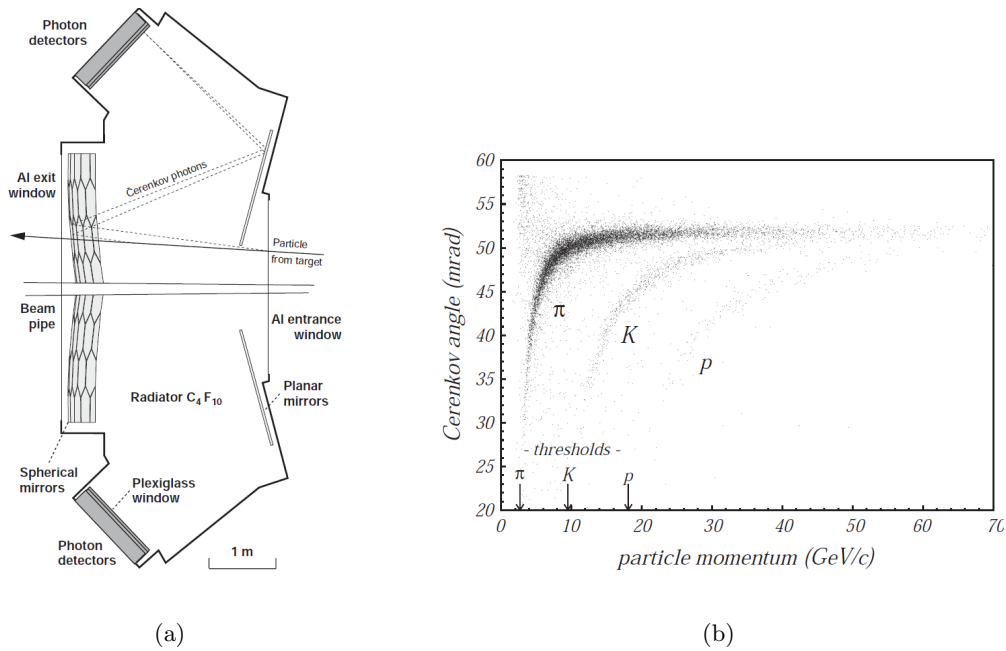 Photon
detectors
Al exit
window
Čerenkov photons
Particle
from target
Beam
pipe
Al entrance
window
Radiator C4 F10
Planar
mirrors
Spherical
mirrors
Plexiglass
window
Photon
detectors
1 m
(a)
Cerenkov angle (mrad)
60
55
50
45
40
35
30
25
20
π
K
p
- thresholds -
π
K
p
0
10
20
30
40
50
60
70
particle momentum (GeV/c)
(b)